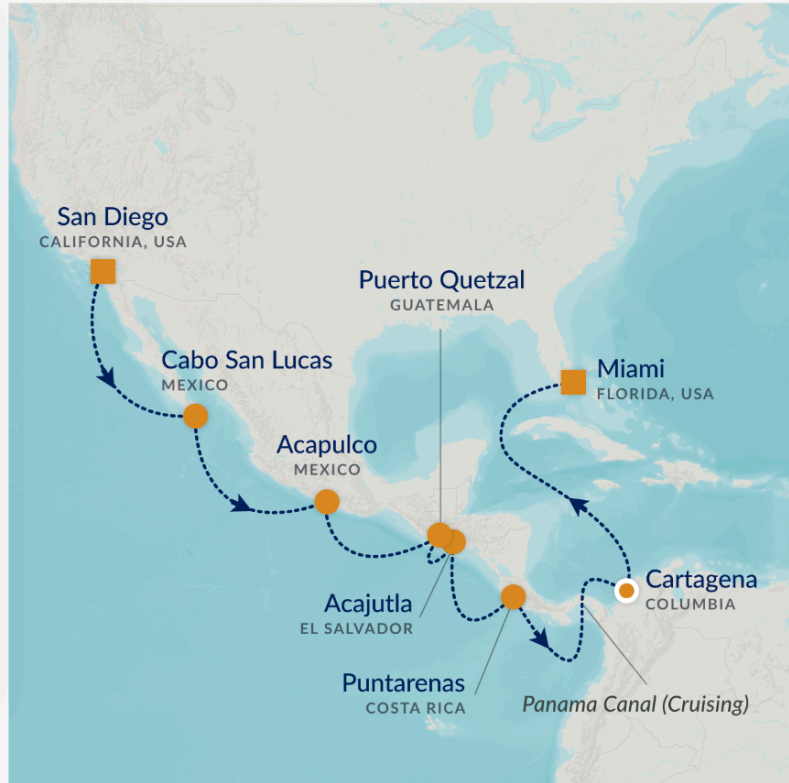 San Diego
CALIFORNIA, USA
Puerto Quetzal
GUATEMALA
Cabo San Lucas
MEXICO
Miami
FLORIDA, USA
Acapulco
MEXICO
Acajutla
EL SALVADOR
Cartagena
COLUMBIA
Puntarenas
COSTA RICA
Panama Canal (Cruising)